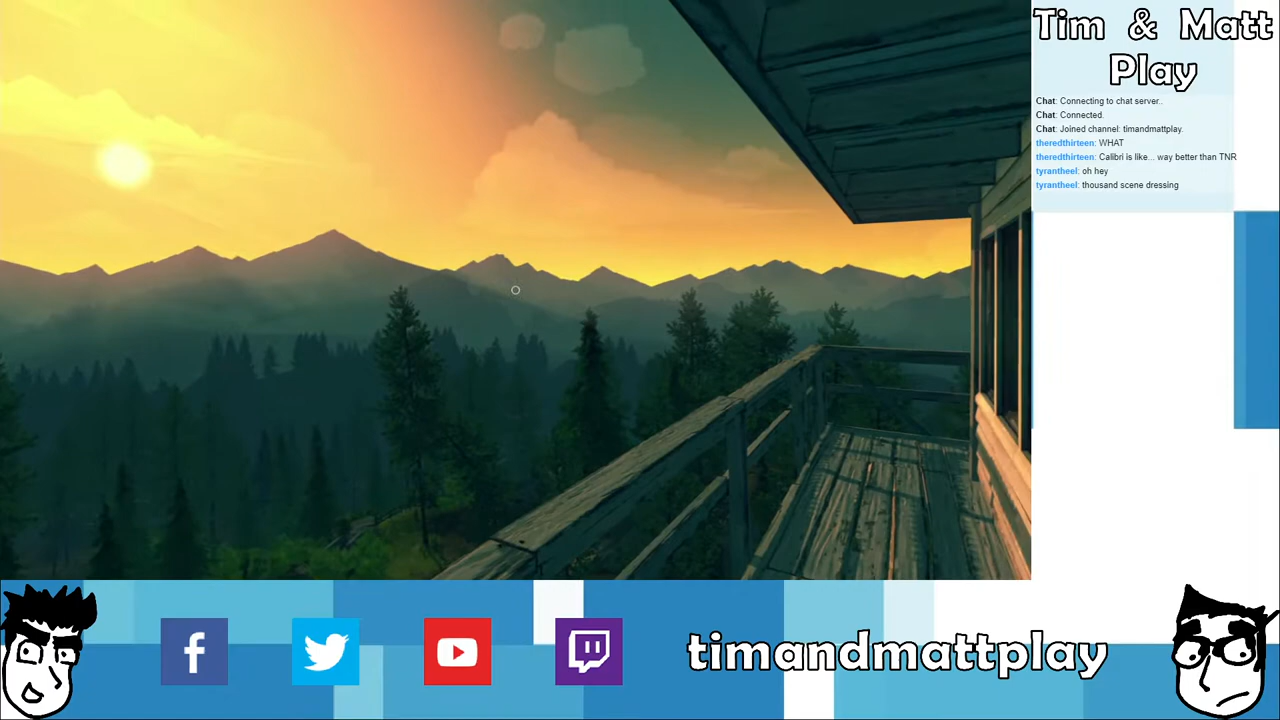 Tim & Matt
Play
Chat: Connecting to chat server..
Chat: Connected.
Chat: Joined channel: timandmattplay.
theredthirteen: WHAT
theredthirteen: Calibri is like... way better than TNR
tyrantheel: oh hey
tyrantheel: thousand scene dressing
f
timandmattplay